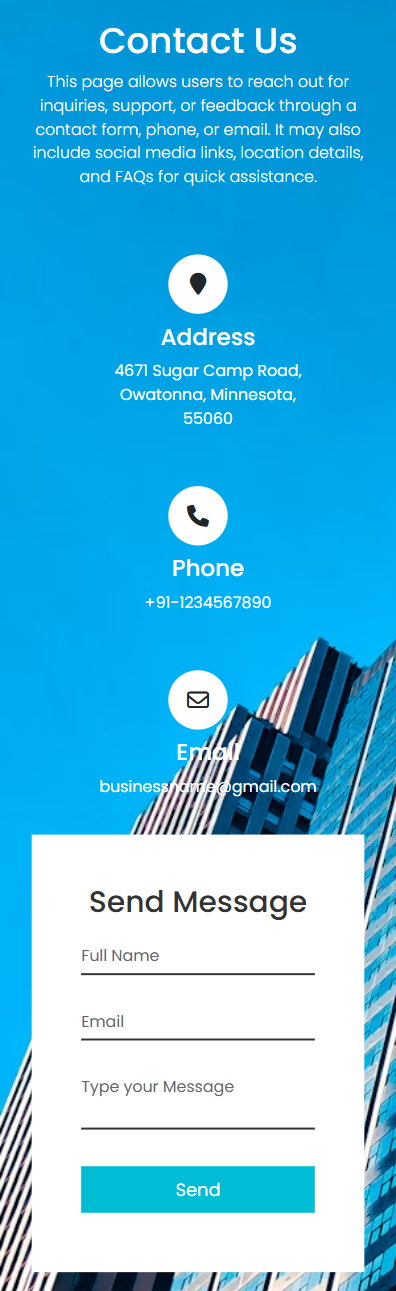 Contact Us
This page allows users to reach out for
inquiries, support, or feedback through a
contact form, phone, or email. It may also
include social media links, location details,
and FAQs for quick assistance.
Address
4671 Sugar Camp Road,
Owatonna, Minnesota,
55060
Phone
+91-1234567890
Email
businessname@gmail.com
Send Message
Full Name
Email
Type your Message
Send